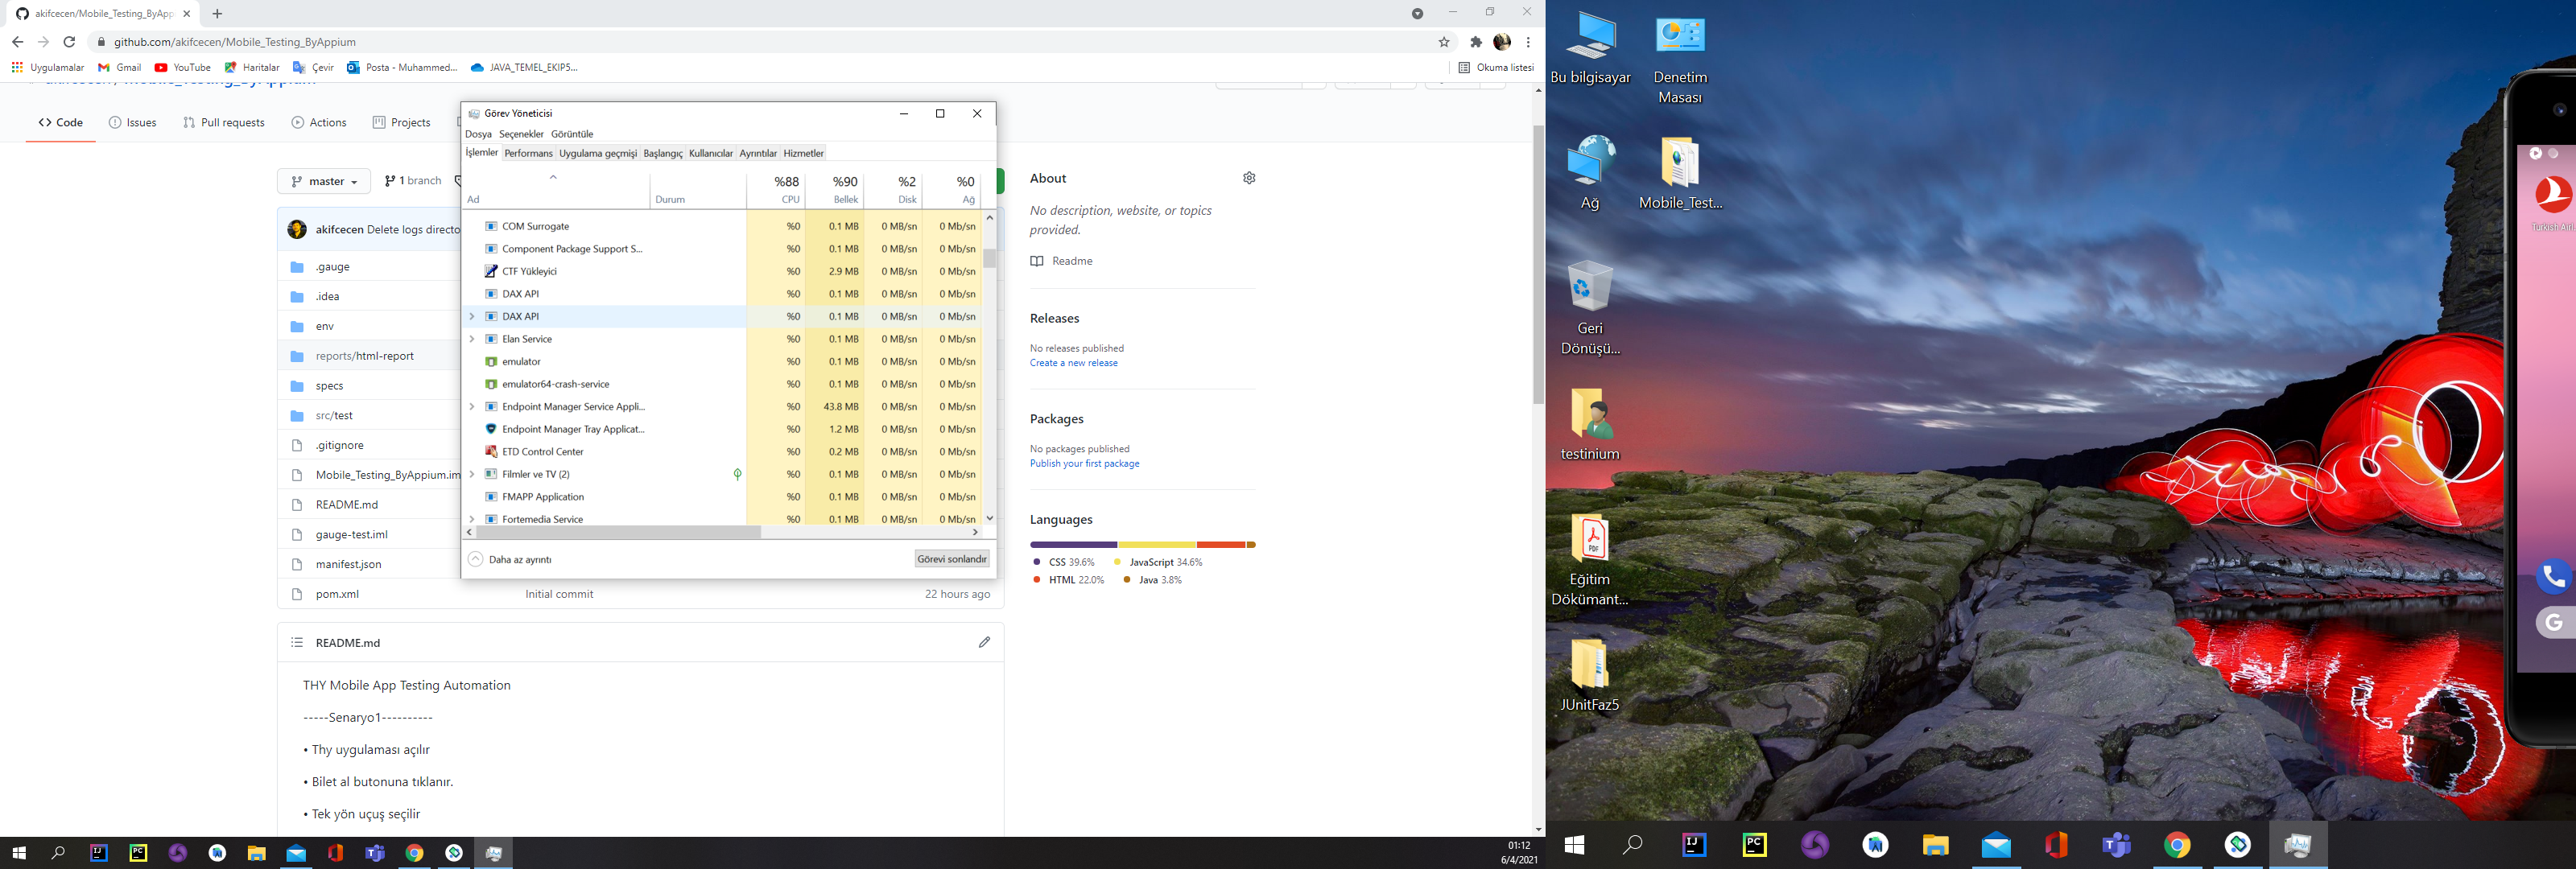 akifcecen/Mobile_Testing_ByApp
github.com/akifcecen/Mobile_Testing_ByAppium
Uygulamalar
Gmail
YouTube
Haritalar
Çevir
Posta - Muhammed...
JAVA_TEMEL_EKIP5...
Okuma listesi
Code
Issues
Pull requests
Actions
Projects
master
1 branch
akifcecen Delete logs directo
.gauge
.idea
env
reports/html-report
specs
src/test
.gitignore
Mobile_Testing_ByAppium.im
README.md
gauge-test.iml
manifest.json
pom.xml
Initial commit
22 hours ago
Görev Yöneticisi
Dosya Seçenekler Görüntüle
İşlemler Performans Uygulama geçmişi Başlangıç Kullanıcılar Ayrıntılar Hizmetler
%88 %90 %2 %0
Ad Durum CPU Bellek Disk Ağ
COM Surrogate %0 0.1 MB 0 MB/sn 0 Mb/sn
Component Package Support S... %0 0.1 MB 0 MB/sn 0 Mb/sn
CTF Yükleyici %0 2.9 MB 0 MB/sn 0 Mb/sn
DAX API %0 0.1 MB 0 MB/sn 0 Mb/sn
DAX API %0 0.1 MB 0 MB/sn 0 Mb/sn
Elan Service %0 0.1 MB 0 MB/sn 0 Mb/sn
emulator %0 0.1 MB 0 MB/sn 0 Mb/sn
emulator64-crash-service %0 0.1 MB 0 MB/sn 0 Mb/sn
Endpoint Manager Service Appli... %0 43.8 MB 0 MB/sn 0 Mb/sn
Endpoint Manager Tray Applicat... %0 1.2 MB 0 MB/sn 0 Mb/sn
ETD Control Center %0 0.2 MB 0 MB/sn 0 Mb/sn
Filmler ve TV (2) %0 0.1 MB 0 MB/sn 0 Mb/sn
FMAPP Application %0 0.1 MB 0 MB/sn 0 Mb/sn
Fortemedia Service %0 0.1 MB 0 MB/sn 0 Mb/sn
Daha az ayrıntı
Görevi sonlandır
About
No description, website, or topics
provided.
Readme
Releases
No releases published
Create a new release
Packages
No packages published
Publish your first package
Languages
CSS 39.6%
JavaScript 34.6%
HTML 22.0%
Java 3.8%
README.md
THY Mobile App Testing Automation
-----Senaryo1----------
• Thy uygulaması açılır
• Bilet al butonuna tıklanır.
• Tek yön uçuş seçilir
01:12
6/4/2021
Bu bilgisayar
Denetim
Masası
Ağ
Mobile_Test...
Geri
Dönüşü...
testinium
PDF
Eğitim
Dökümant...
JUnitFaz5
Turkish Airl
G